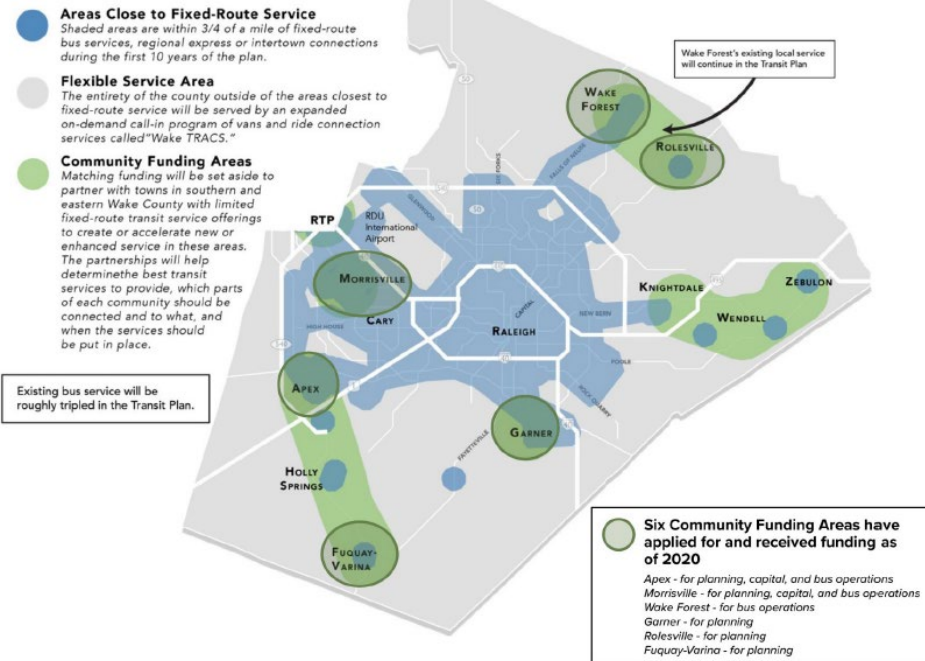 Areas Close to Fixed-Route Service
Shaded areas are within 3/4 of a mile of fixed-route
bus services, regional express or intertown connections
during the first 10 years of the plan.
Flexible Service Area
The entirety of the county outside of the areas closest to
fixed-route service will be served by an expanded
on-demand call-in program of vans and ride connection
services called"Wake TRACS."
Community Funding Areas
Matching funding will be set aside to
partner with towns in southern and
eastern Wake County with limited
fixed-route transit service offerings
to create or accelerate new or
enhanced service in these areas.
The partnerships will help
determinethe best transit
services to provide, which parts
of each community should be
connected and to what, and
when the services should
be put in place.
Existing bus service will be
roughly tripled in the Transit Plan.
Wake Forest's existing local service
will continue in the Transit Plan
WAKE
FOREST
ROLESVILLE
FALLS OF NEUSE
SIX FORKS
GLENWOOD
RTP
RDU
International
Airport
MORRISVILLE
CARY
HIGH HOUSE
CAPITAL
RALEIGH
NEW BERN
KNIGHTDALE
ZEBULON
WENDELL
POOLE
ROCK QUARRY
APEX
GARNER
FAYETTEVILLE
HOLLY
SPRINGS
FUQUAY-
VARINA
Six Community Funding Areas have
applied for and received funding as
of 2020
Apex - for planning, capital, and bus operations
Morrisville - for planning, capital, and bus operations
Wake Forest - for bus operations
Garner - for planning
Rolesville - for planning
Fuquay-Varina - for planning